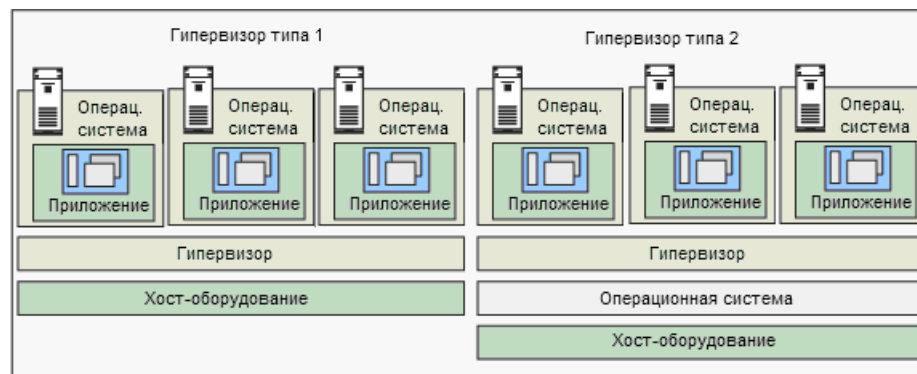 Гипервизор типа 1
Операц.
система
Приложение
Операц.
система
Приложение
Операц.
система
Приложение
Гипервизор
Хост-оборудование
Гипервизор типа 2
Операц.
система
Приложение
Операц.
система
Приложение
Операц.
система
Приложение
Гипервизор
Операционная система
Хост-оборудование